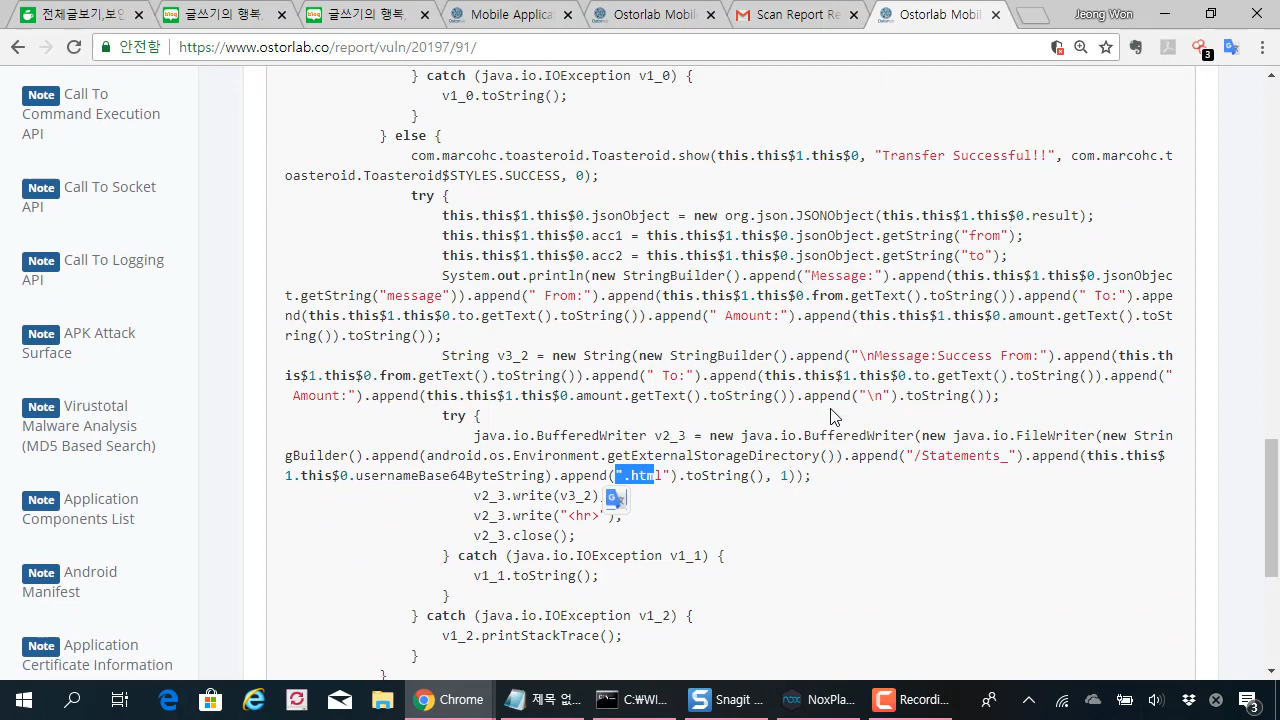 전체글보기,보안
글쓰기의 행복,
글쓰기의 행복,
Mobile Applica
Ostorlab Mobil
Scan Report Re
Ostorlab Mobil
Jeong Won
안전함
https://www.ostorlab.co/report/vuln/20197/91/
3
Note Call To
Command Execution
API
Note Call To Socket
API
Note Call To Logging
API
Note APK Attack
Surface
Note Virustotal
Malware Analysis
(MD5 Based Search)
Note Application
Components List
Note Android
Manifest
Note Application
Certificate Information
} catch (java.io.IOException v1_0) {
v1_0.toString();
}
} else {
com.marcohc.toasteroid.Toasteroid.show(this.this$1.this$0, "Transfer Successful!!", com.marcohc.t
oasteroid.Toasteroid$STYLES.SUCCESS, 0);
try {
this.this$1.this$0.jsonObject = new org.json.JSONObject(this.this$1.this$0.result);
this.this$1.this$0.acc1 = this.this$1.this$0.jsonObject.getString("from");
this.this$1.this$0.acc2 = this.this$1.this$0.jsonObject.getString("to");
System.out.println(new StringBuilder().append("Message:").append(this.this$1.this$0.jsonObjec
t.getString("message")).append(" From:").append(this.this$1.this$0.from.getText().toString()).append(" To:").appe
nd(this.this$1.this$0.to.getText().toString()).append(" Amount:").append(this.this$1.this$0.amount.getText().toSt
ring()).toString());
String v3_2 = new String(new StringBuilder().append("\nMessage:Success From:").append(this.th
is$1.this$0.from.getText().toString()).append(" To:").append(this.this$1.this$0.to.getText().toString()).append("
Amount:").append(this.this$1.this$0.amount.getText().toString()).append("\n").toString());
try {
java.io.BufferedWriter v2_3 = new java.io.BufferedWriter(new java.io.FileWriter(new Strin
gBuilder().append(android.os.Environment.getExternalStorageDirectory()).append("/Statements_").append(this.this$
1.this$0.usernameBase64ByteString).append(".html").toString(), 1));
v2_3.write(v3_2)
v2_3.write("<hr>");
v2_3.close();
} catch (java.io.IOException v1_1) {
v1_1.toString();
}
} catch (java.io.IOException v1_2) {
v1_2.printStackTrace();
}
}
Chrome
제목 없...
C:₩WI...
Snagit ...
NoxPla...
Recordi...
3